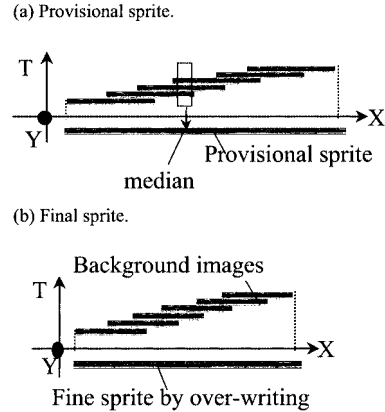 (a) Provisional sprite.
T
X
Y
Provisional sprite
median
(b) Final sprite.
Background images
T
X
Y
Fine sprite by over-writing